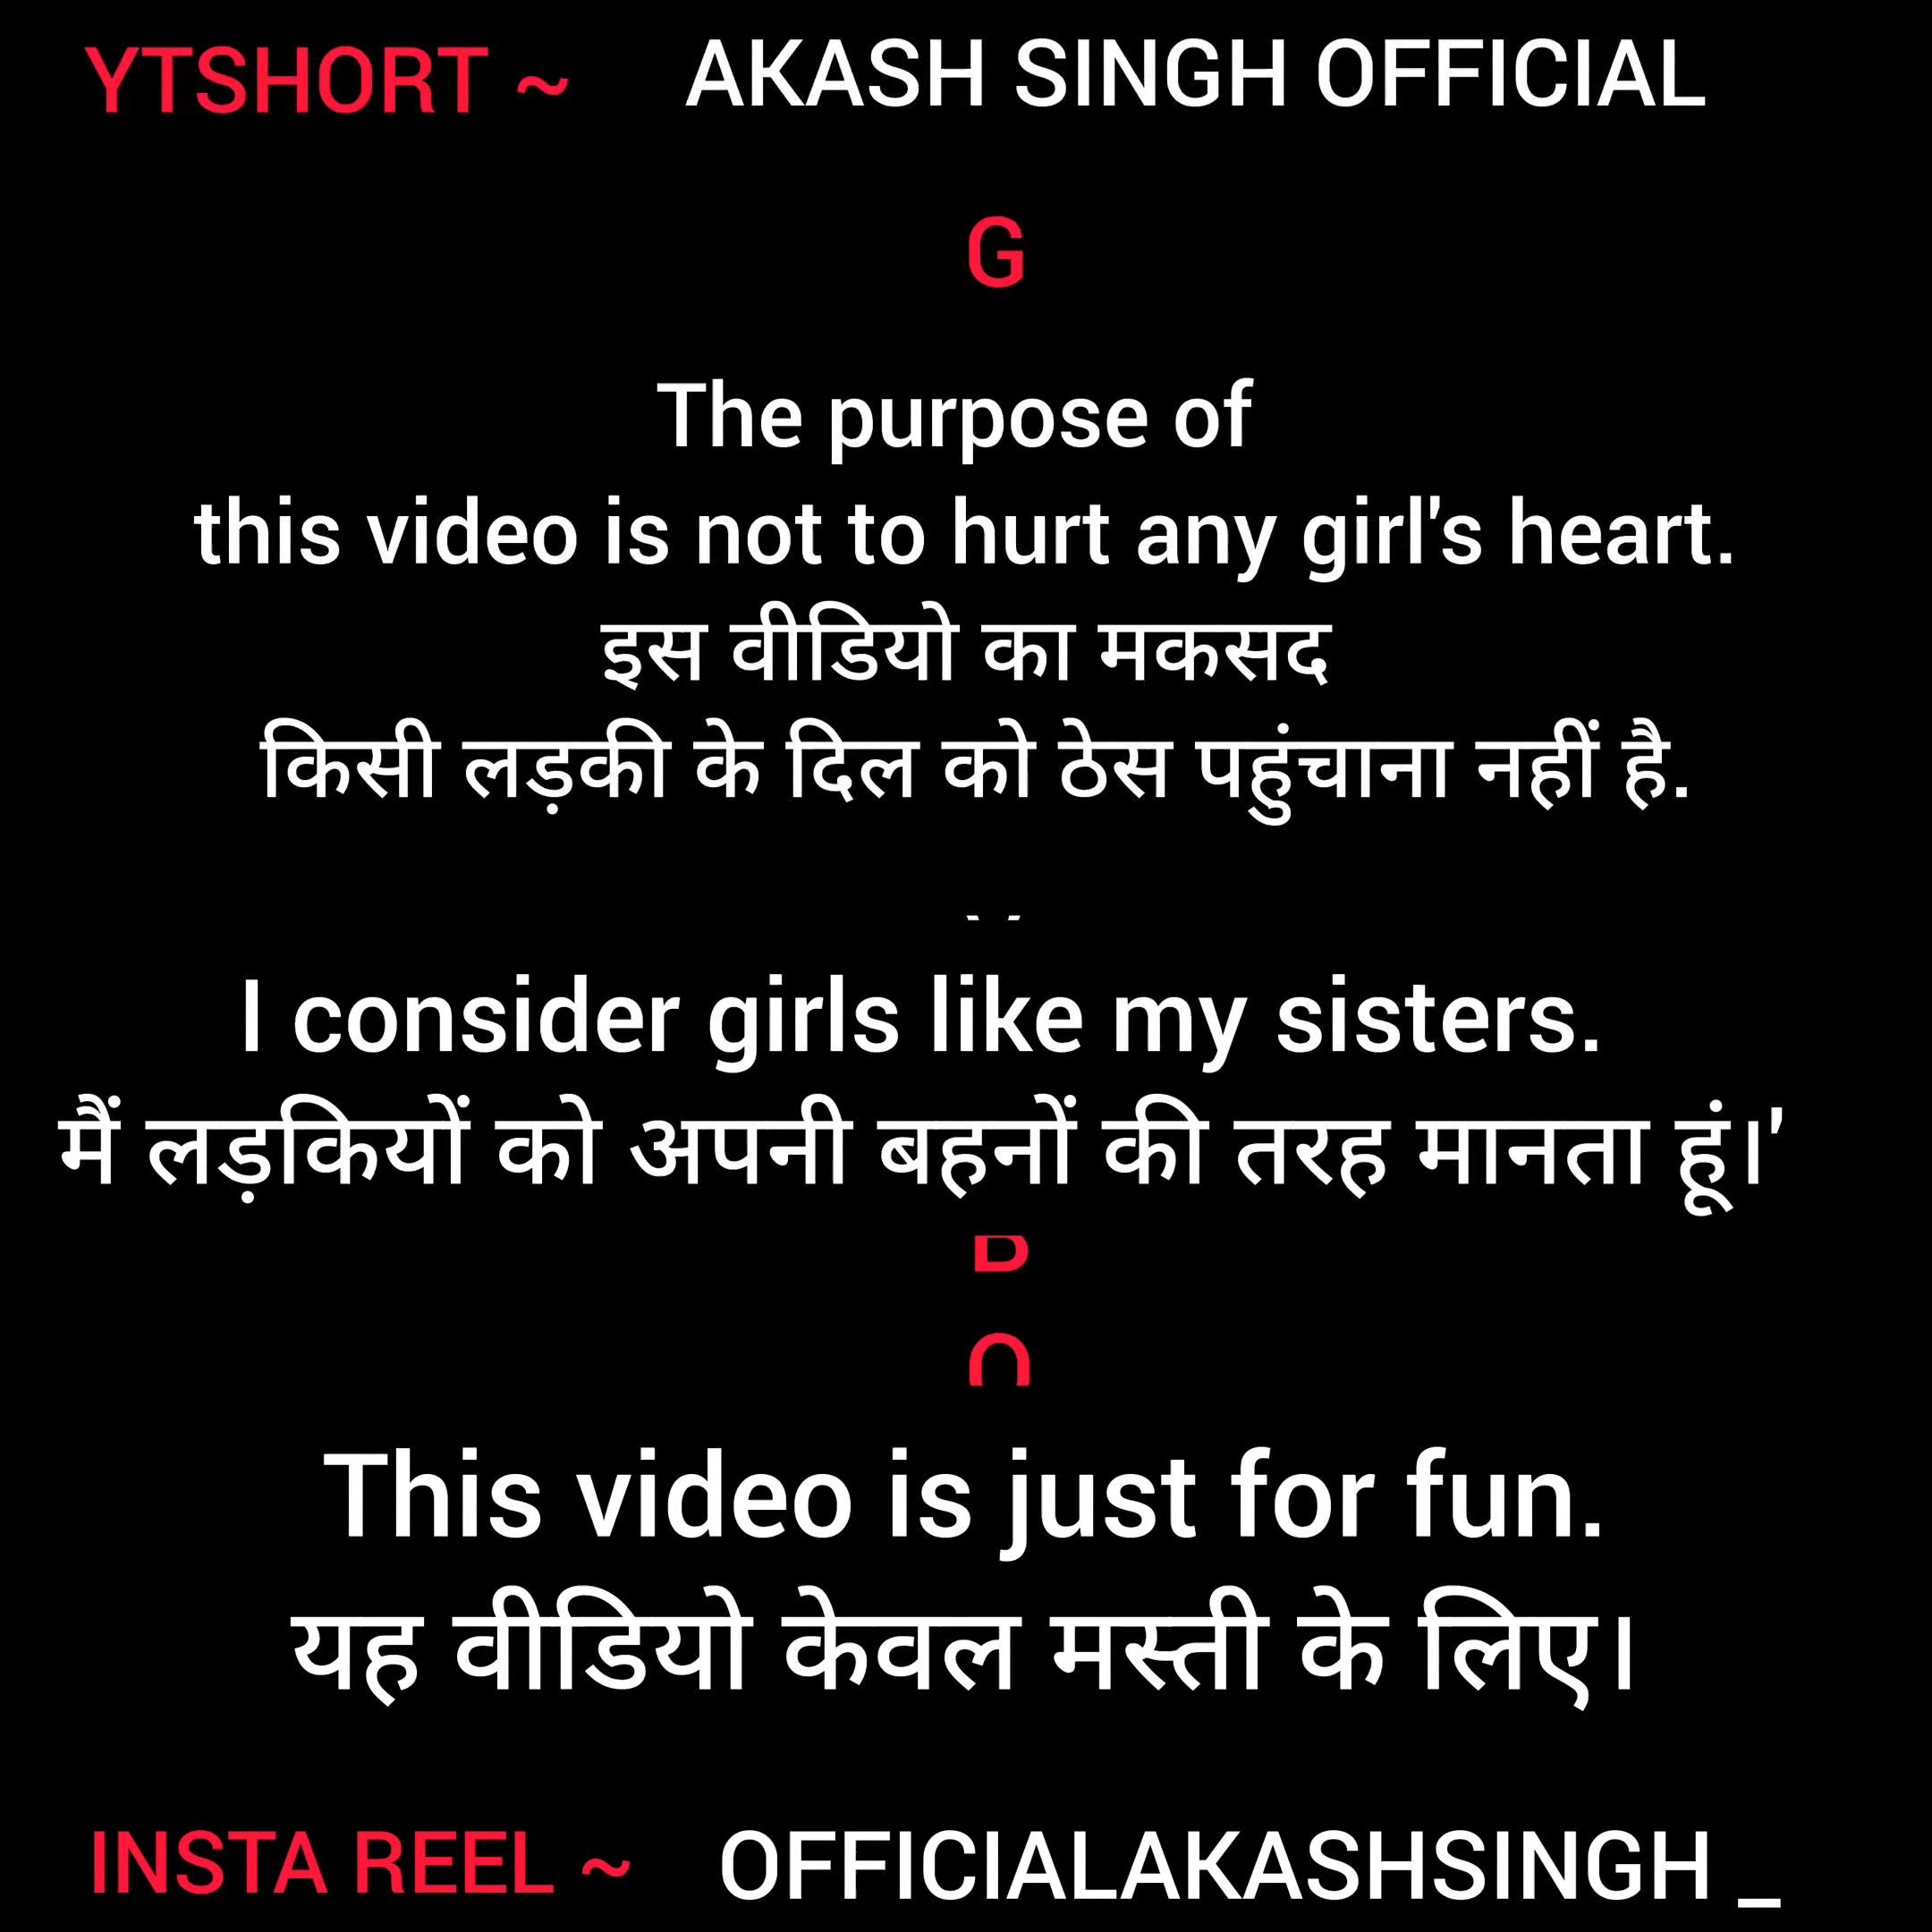 YTSHORT ~ AKASH SINGH OFFICIAL
G
The purpose of
this video is not to hurt any girl's heart.
इस वीडियो का मकसद
किसी लड़की के दिल को ठेस पहुंचाना नहीं है.
I consider girls like my sisters.
मैं लड़कियों को अपनी बहनों की तरह मानता हूं।'
This video is just for fun.
यह वीडियो केवल मस्ती के लिए।
INSTA REEL ~ OFFICIALAKASHSINGH _